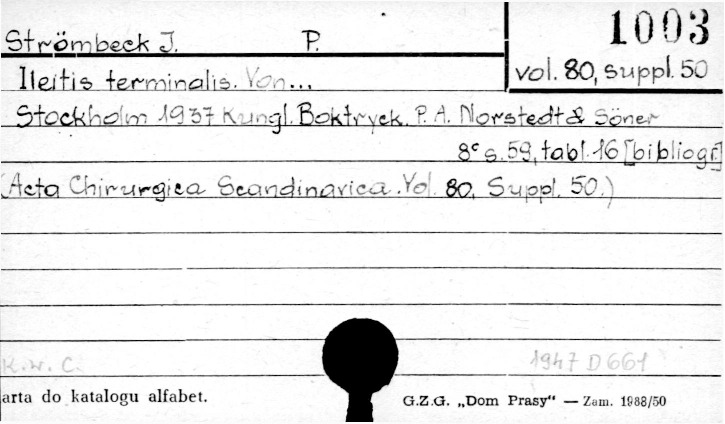 1003
Strömbeck J. P.
vol. 80, suppl. 50
Ileitis terminalis. Von...
Stockholm 1937 Kungl. Boktryck. P. A. Norstedt & Söner
8° s. 59, tabl. 16 [bibliogr.]
(Acta Chirurgica Scandinavica. Vol. 80, Suppl. 50.)
K.w. C. 1947 D 661
arta do katalogu alfabet. G.Z.G. „Dom Prasy“ — Zam. 1988/50